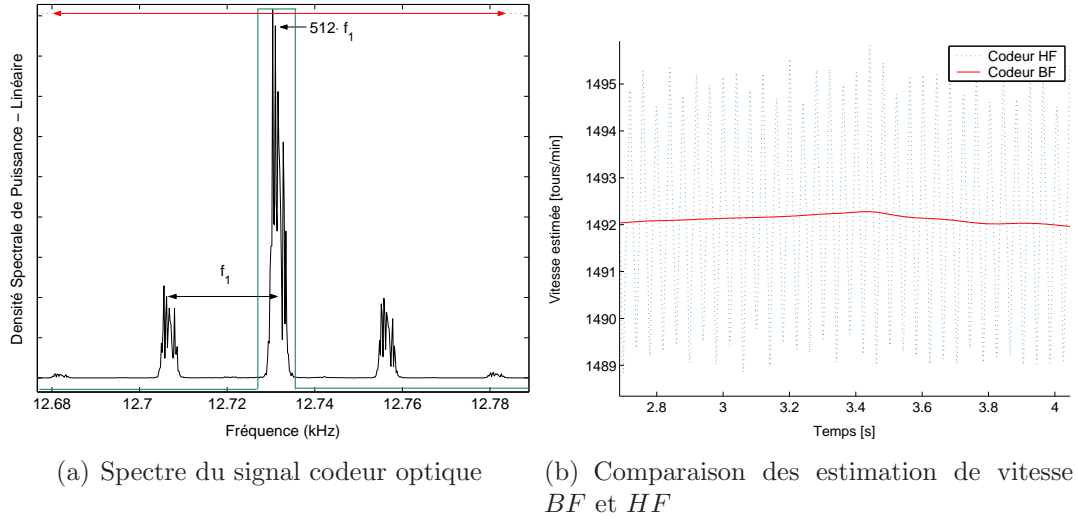 Densité Spectrale de Puissance – Linéaire
512· f1
f1
12.68 12.7 12.72 12.74 12.76 12.78
Fréquence (kHz)
(a) Spectre du signal codeur optique
Vitesse estimée [tours/min]
Codeur HF
Codeur BF
1495
1494
1493
1492
1491
1490
1489
2.8 3 3.2 3.4 3.6 3.8 4
Temps [s]
(b) Comparaison des estimation de vitesse
BF et HF